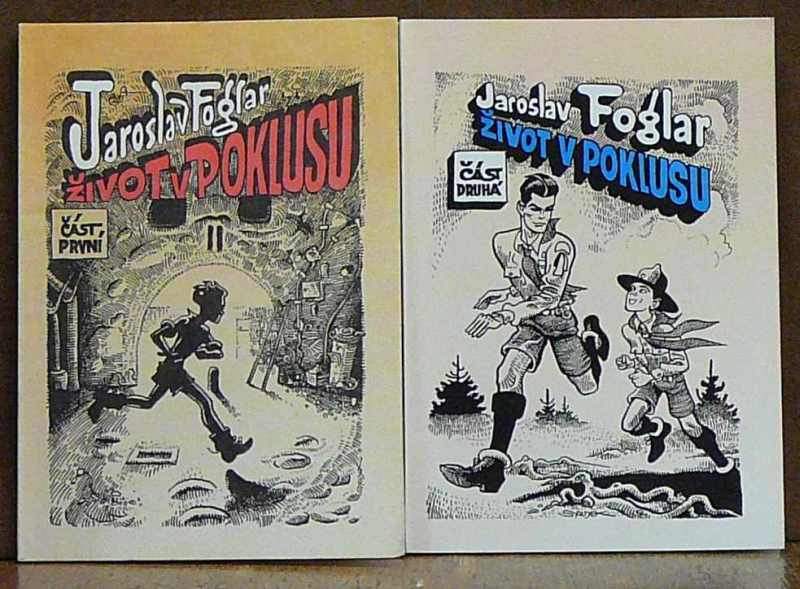 Jaroslav Foglar
ŽIVOT V POKLUSU
ČÁST
PRVNÍ
Jaroslav Foglar
ŽIVOT V POKLUSU
ČÁST
DRUHÁ